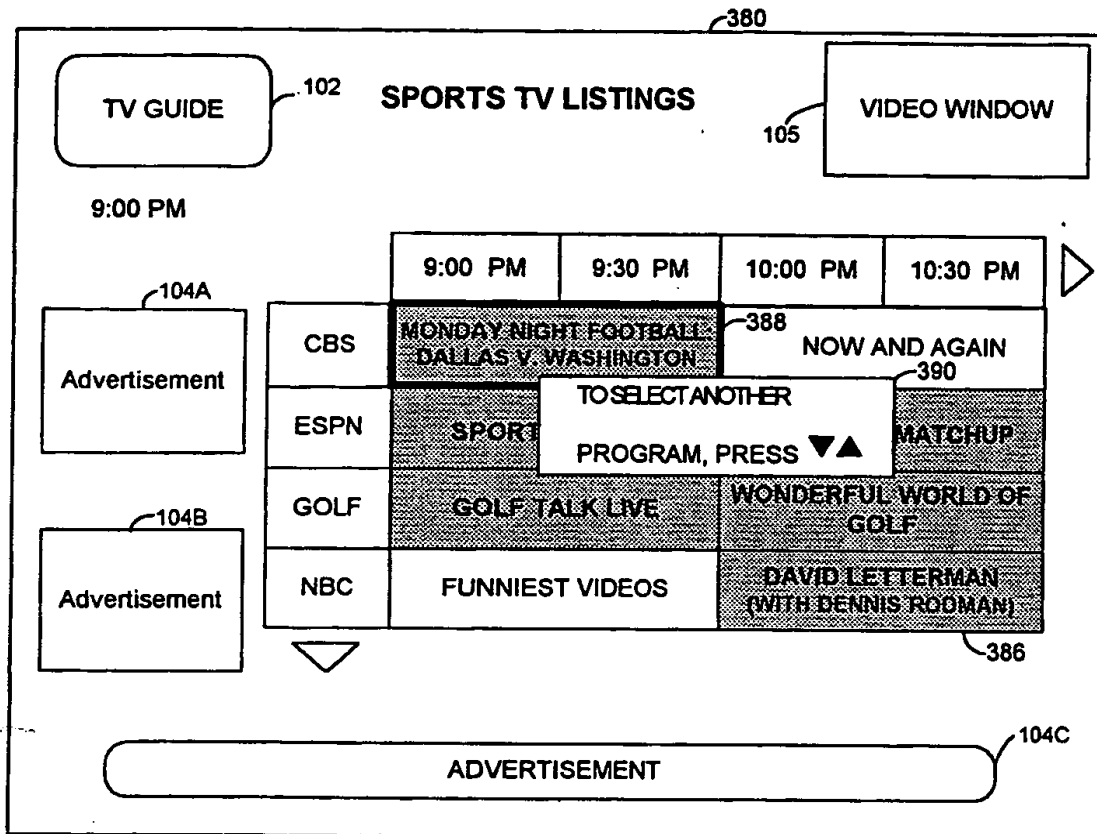 380
TV GUIDE
102
SPORTS TV LISTINGS
105
VIDEO WINDOW
9:00 PM
9:00 PM 9:30 PM 10:00 PM 10:30 PM
104A
Advertisement
CBS
MONDAY NIGHT FOOTBALL:
DALLAS V. WASHINGTON
388
NOW AND AGAIN
390
TO SELECT ANOTHER
PROGRAM, PRESS ▼▲
ESPN
SPORT
MATCHUP
GOLF
GOLF TALK LIVE
WONDERFUL WORLD OF
GOLF
104B
Advertisement
NBC
FUNNIEST VIDEOS
DAVID LETTERMAN
(WITH DENNIS RODMAN)
386
104C
ADVERTISEMENT